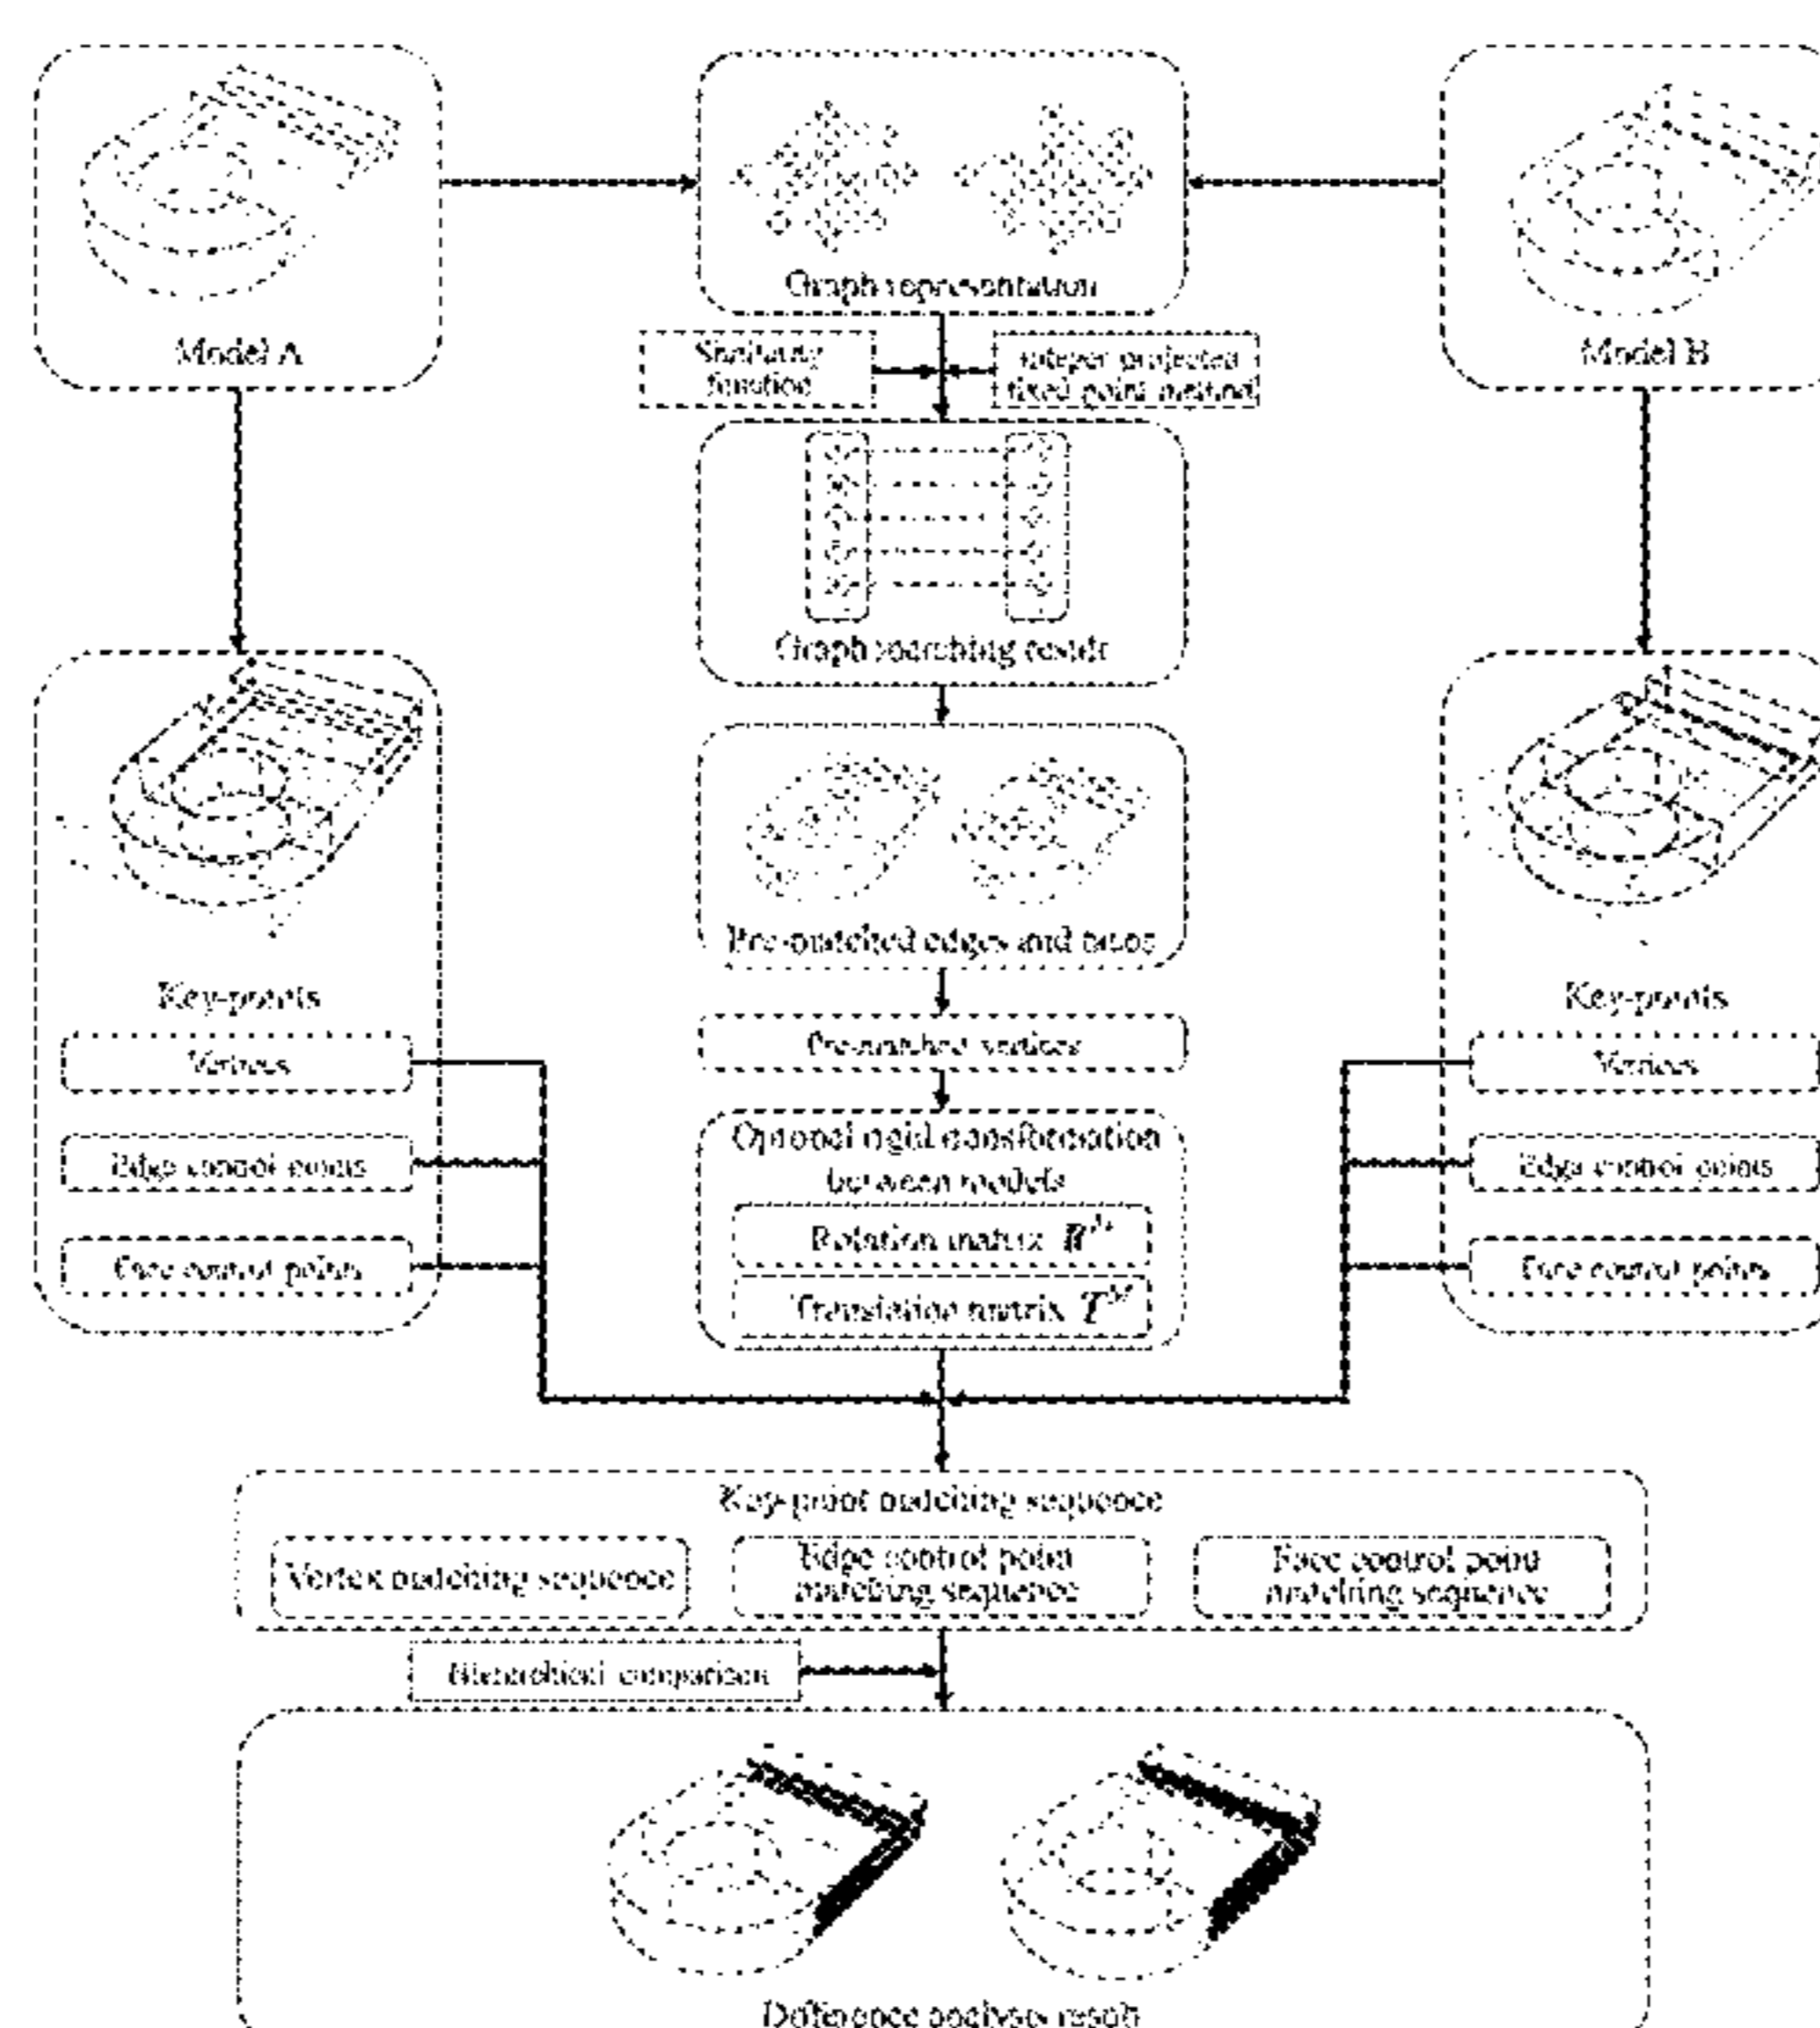 Model A
Graph representation
Model B
Similarity
function
Integer projected
fixed point method
Graph matching result
Pre-matched edges and faces
Key-points
Vertices
Edge control points
Face control points
Pre-matched vertices
Optional rigid transformation
between models
Rotation matrix R
Translation matrix T
Key-points
Vertices
Edge control points
Face control points
Key-point matching sequence
Vertex matching sequence
Edge control point
matching sequence
Face control point
matching sequence
Hierarchical comparison
Difference analysis result